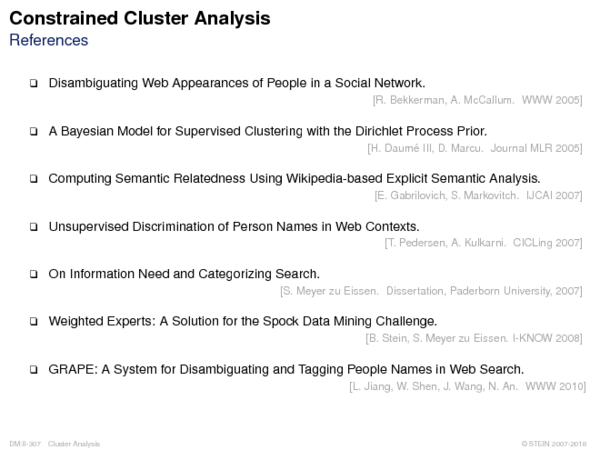 Constrained Cluster Analysis
References
❑ Disambiguating Web Appearances of People in a Social Network.
[R. Bekkerman, A. McCallum. WWW 2005]
❑ A Bayesian Model for Supervised Clustering with the Dirichlet Process Prior.
[H. Daumé III, D. Marcu. Journal MLR 2005]
❑ Computing Semantic Relatedness Using Wikipedia-based Explicit Semantic Analysis.
[E. Gabrilovich, S. Markovitch. IJCAI 2007]
❑ Unsupervised Discrimination of Person Names in Web Contexts.
[T. Pedersen, A. Kulkarni. CICLing 2007]
❑ On Information Need and Categorizing Search.
[S. Meyer zu Eissen. Dissertation, Paderborn University, 2007]
❑ Weighted Experts: A Solution for the Spock Data Mining Challenge.
[B. Stein, S. Meyer zu Eissen. I-KNOW 2008]
❑ GRAPE: A System for Disambiguating and Tagging People Names in Web Search.
[L. Jiang, W. Shen, J. Wang, N. An. WWW 2010]
DM:II-307 Cluster Analysis © STEIN 2007-2018